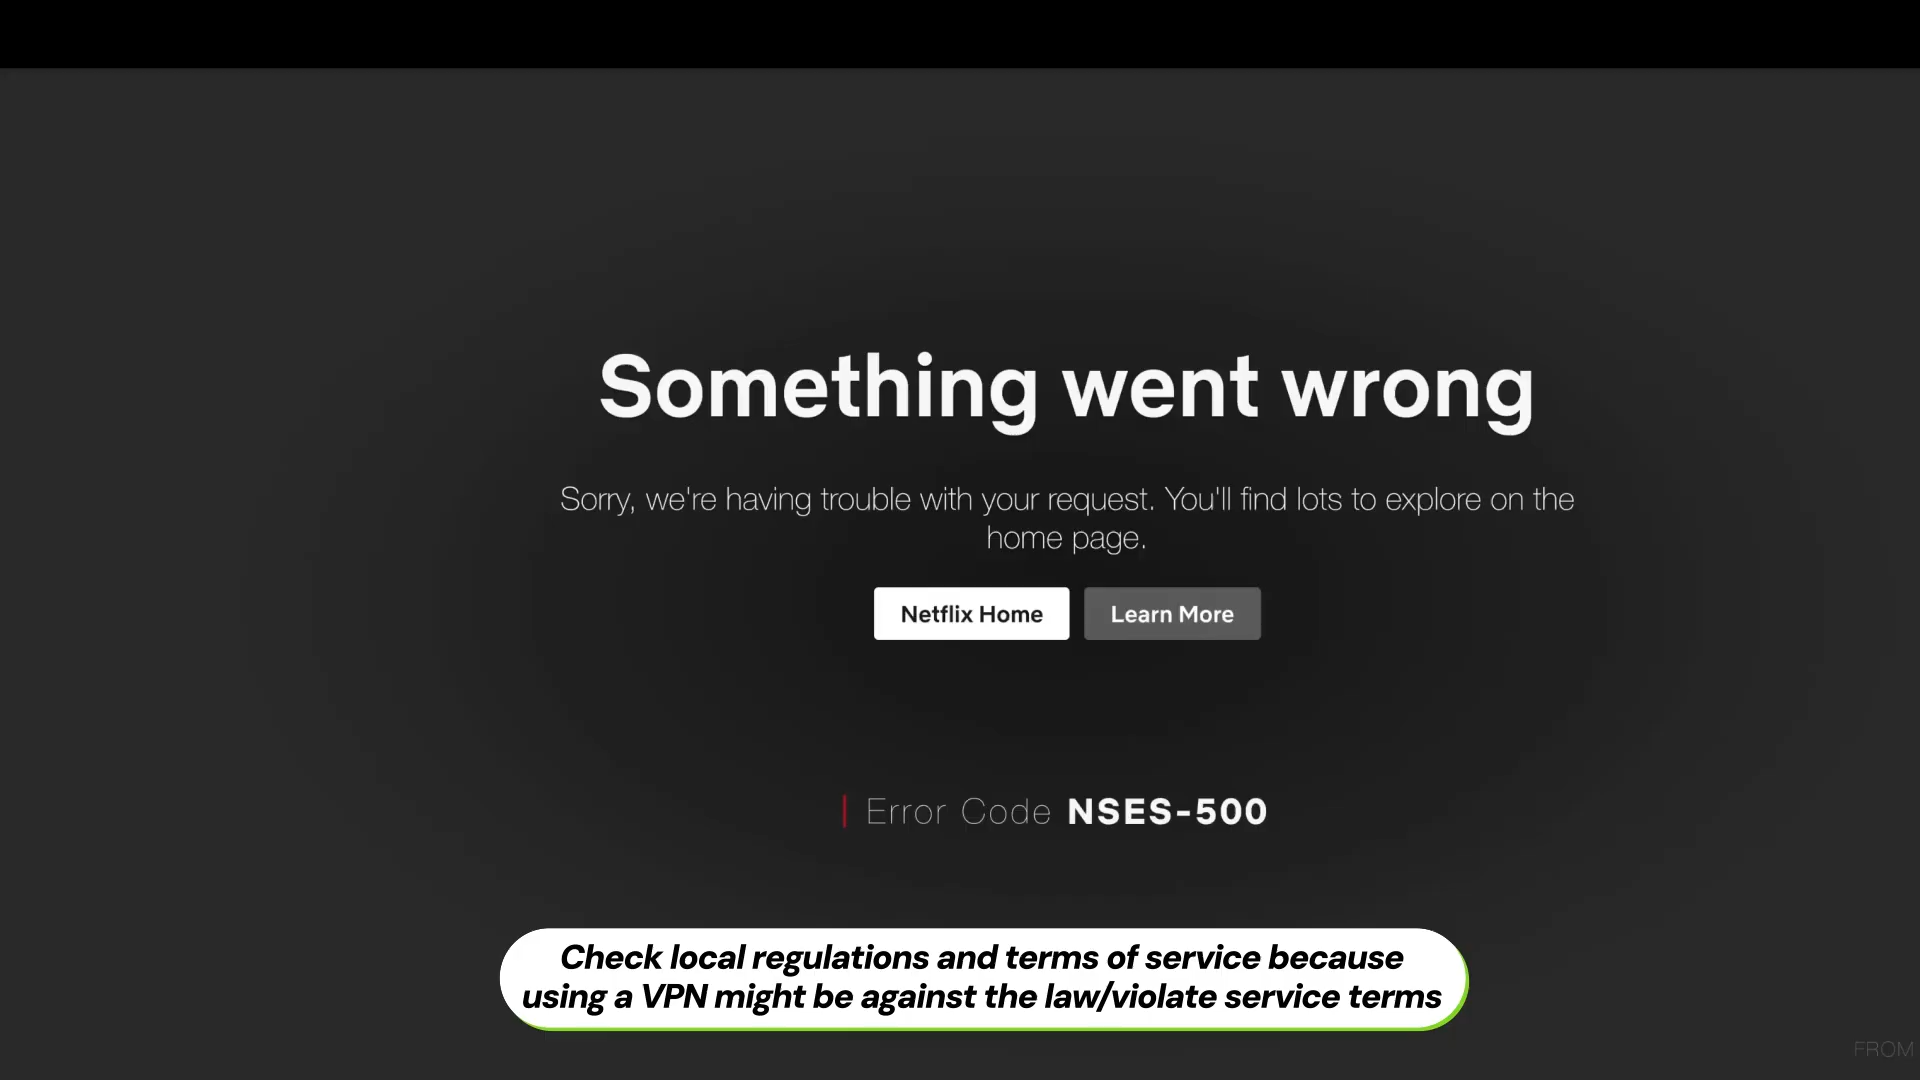 Something went wrong
Sorry, we're having trouble with your request. You'll find lots to explore on the
home page.
Netflix Home
Learn More
Error Code NSES-500
Check local regulations and terms of service because
using a VPN might be against the law/violate service terms
FROM